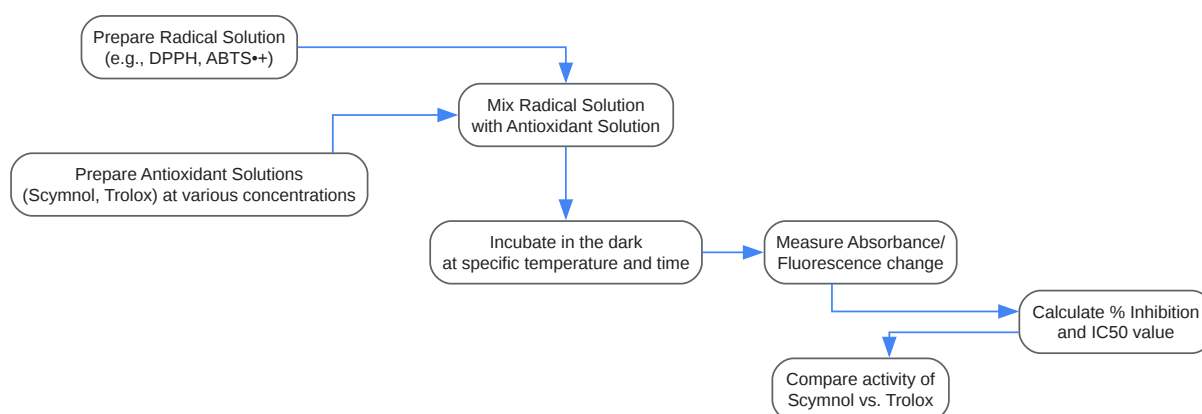 Prepare Radical Solution
(e.g., DPPH, ABTS•+)
Mix Radical Solution
with Antioxidant Solution
Prepare Antioxidant Solutions
(Scymnol, Trolox) at various concentrations
Incubate in the dark
at specific temperature and time
Measure Absorbance/
Fluorescence change
Calculate % Inhibition
and IC50 value
Compare activity of
Scymnol vs. Trolox